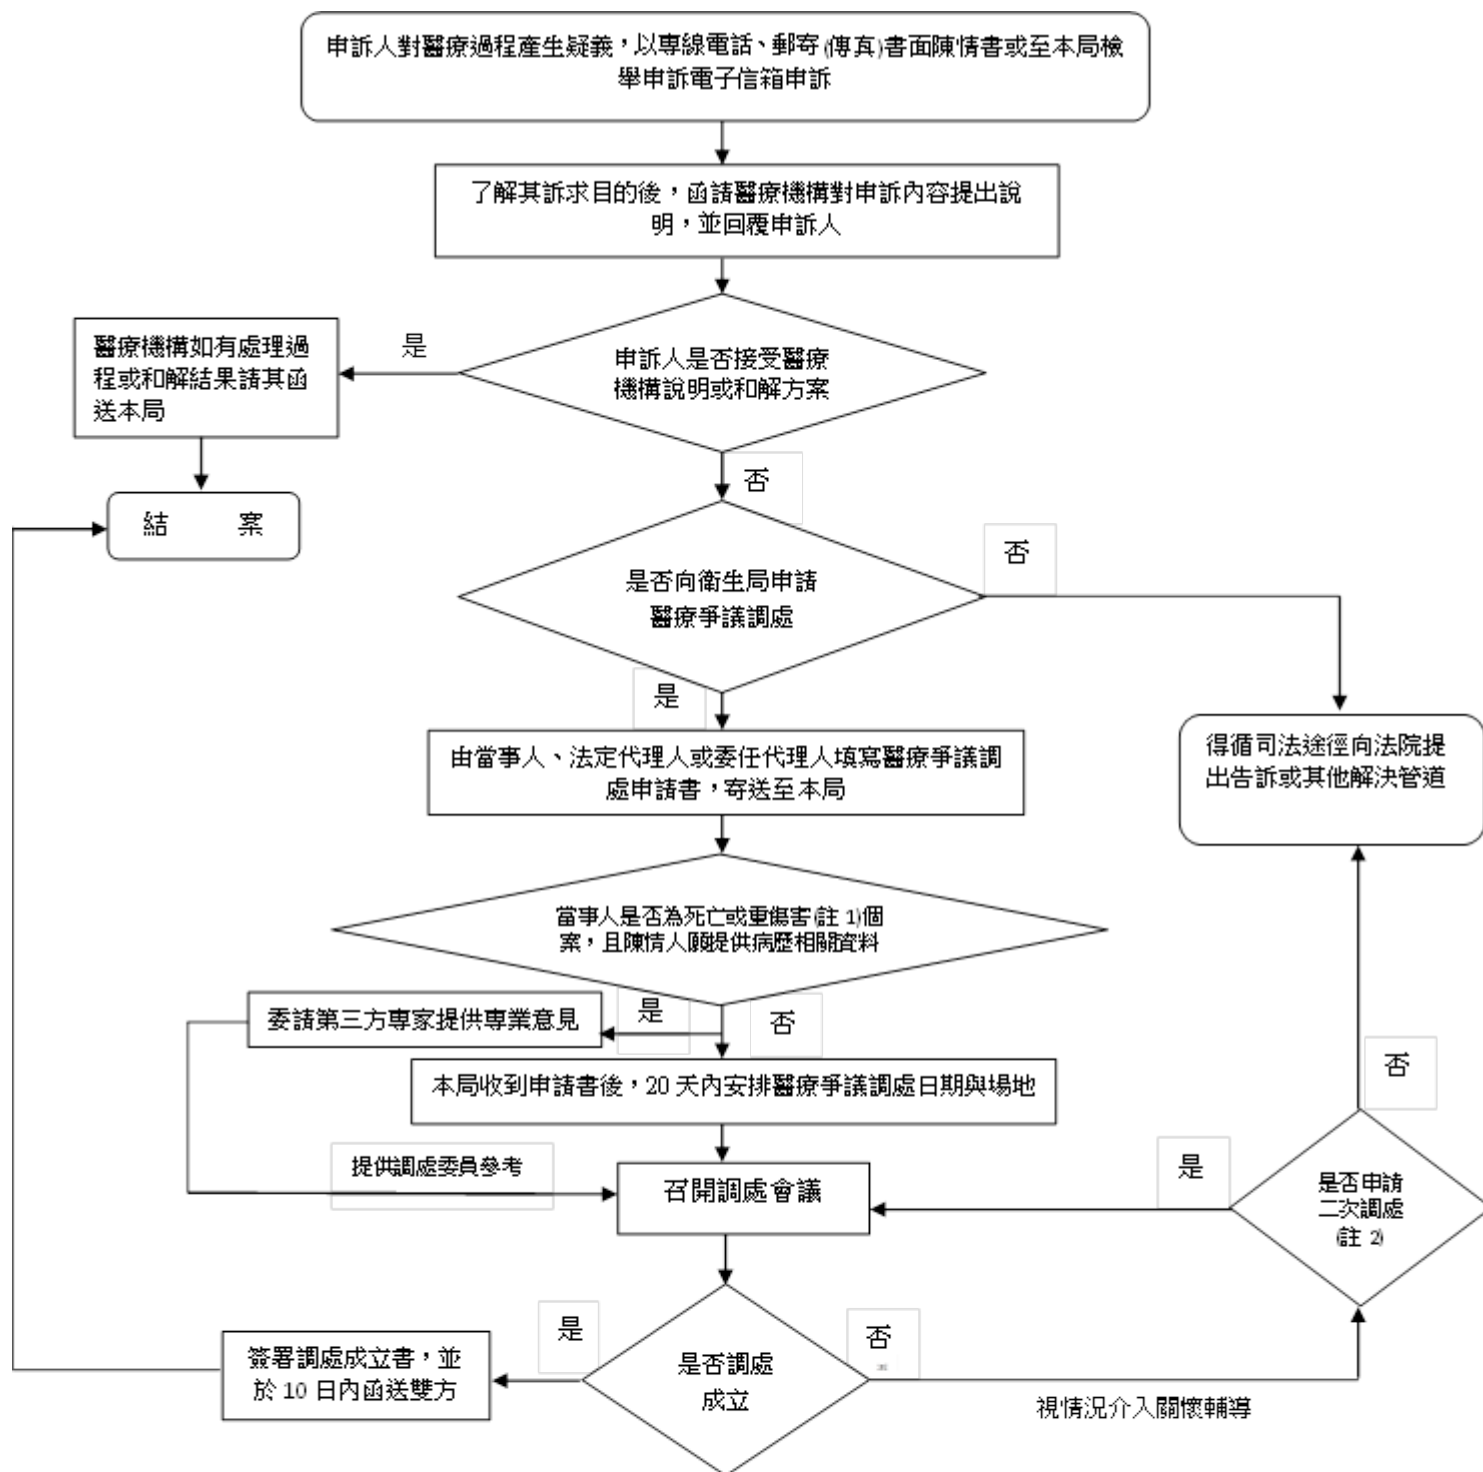 申訴人對醫療過程產生疑義，以專線電話、郵寄(傳真)書面陳情書或至本局檢
舉申訴電子信箱申訴
了解其訴求目的後，函請醫療機構對申訴內容提出說
明，並回覆申訴人
申訴人是否接受醫療
機構說明或和解方案
是
醫療機構如有處理過
程或和解結果請其函
送本局
結 案
否
是否向衛生局申請
醫療爭議調處
否
得循司法途徑向法院提
出告訴或其他解決管道
是
由當事人、法定代理人或委任代理人填寫醫療爭議調
處申請書，寄送至本局
當事人是否為死亡或重傷害(註 1)個
案，且陳情人願提供病歷相關資料
是
委請第三方專家提供專業意見
否
本局收到申請書後，20 天內安排醫療爭議調處日期與場地
提供調處委員參考
召開調處會議
是
是否申請
二次調處
(註 2)
否
是否調處
成立
是
簽署調處成立書，並
於 10 日內函送雙方
否
視情況介入關懷輔導